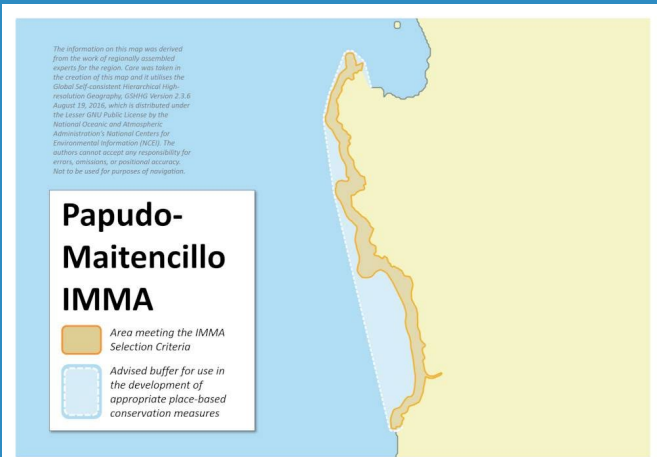 The information on this map was derived
from the work of regionally assembled
experts for the region. Care was taken in
the creation of this map and it utilises the
Global Self-consistent Hierarchical High-
resolution Geography, GSHHG Version 2.3.6
August 19, 2016, which is distributed under
the Lesser GNU Public License by the
National Oceanic and Atmospheric
Administration's National Centers for
Environmental Information (NCEI). The
authors cannot accept any responsibility for
errors, omissions, or positional accuracy.
Not to be used for purposes of navigation.
Papudo-
Maitencillo
IMMA
Area meeting the IMMA
Selection Criteria
Advised buffer for use in
the development of
appropriate place-based
conservation measures